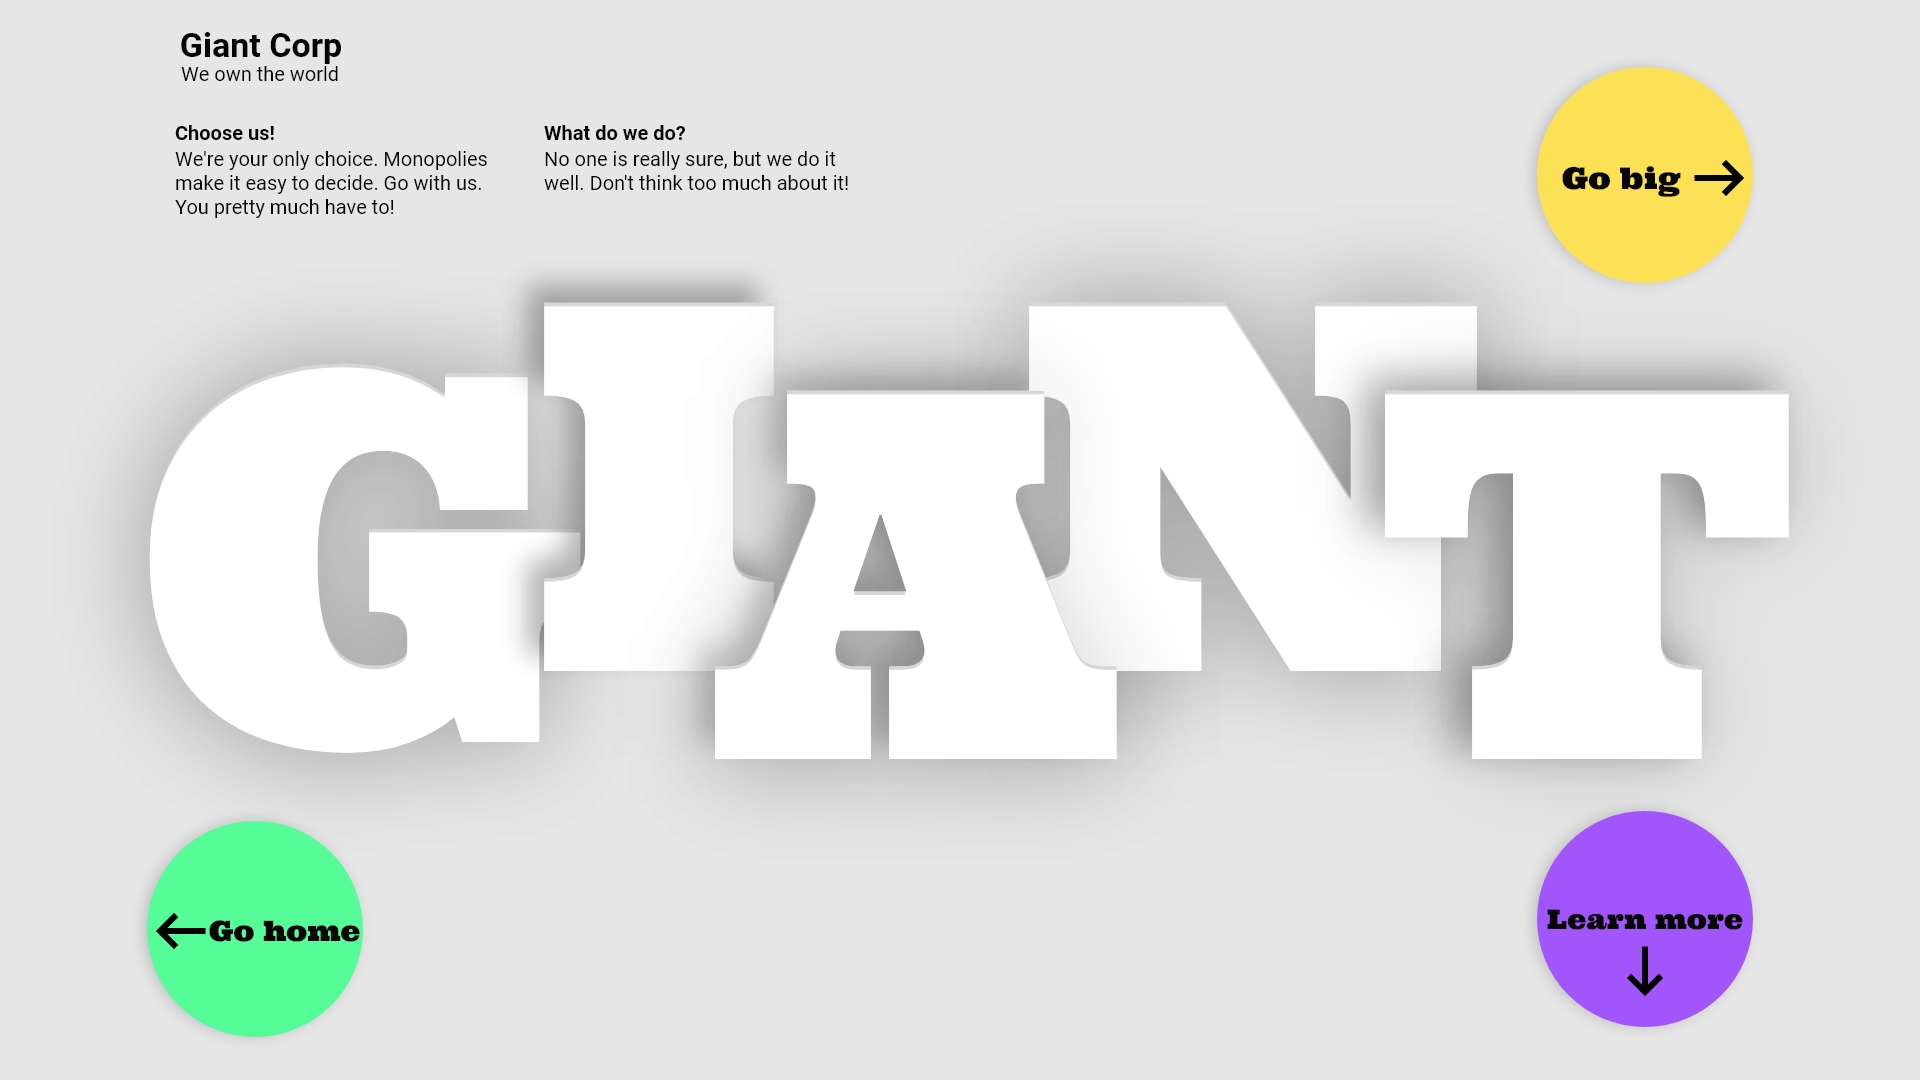 Giant Corp
We own the world
Choose us!
We're your only choice. Monopolies
make it easy to decide. Go with us.
You pretty much have to!
What do we do?
No one is really sure, but we do it
well. Don't think too much about it!
Go big
GIANT
Go home
Learn more